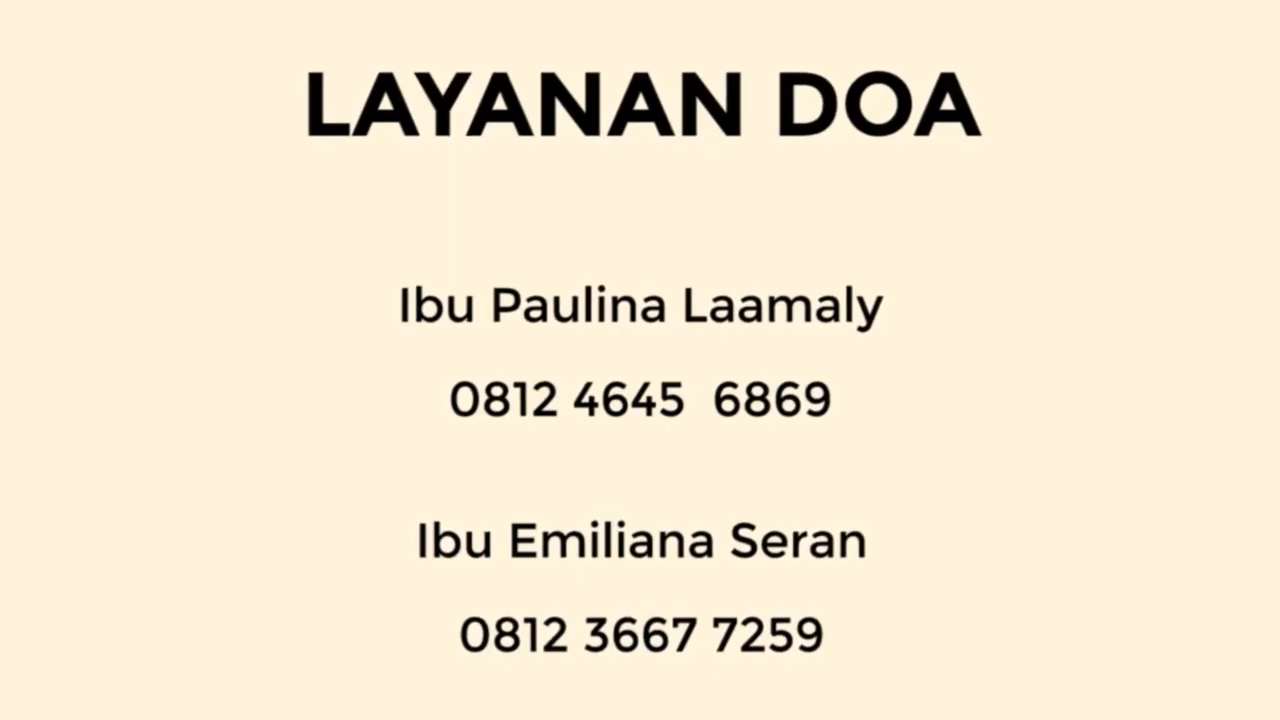 LAYANAN DOA
Ibu Paulina Laamaly
0812 4645  6869
Ibu Emiliana Seran
0812 3667 7259